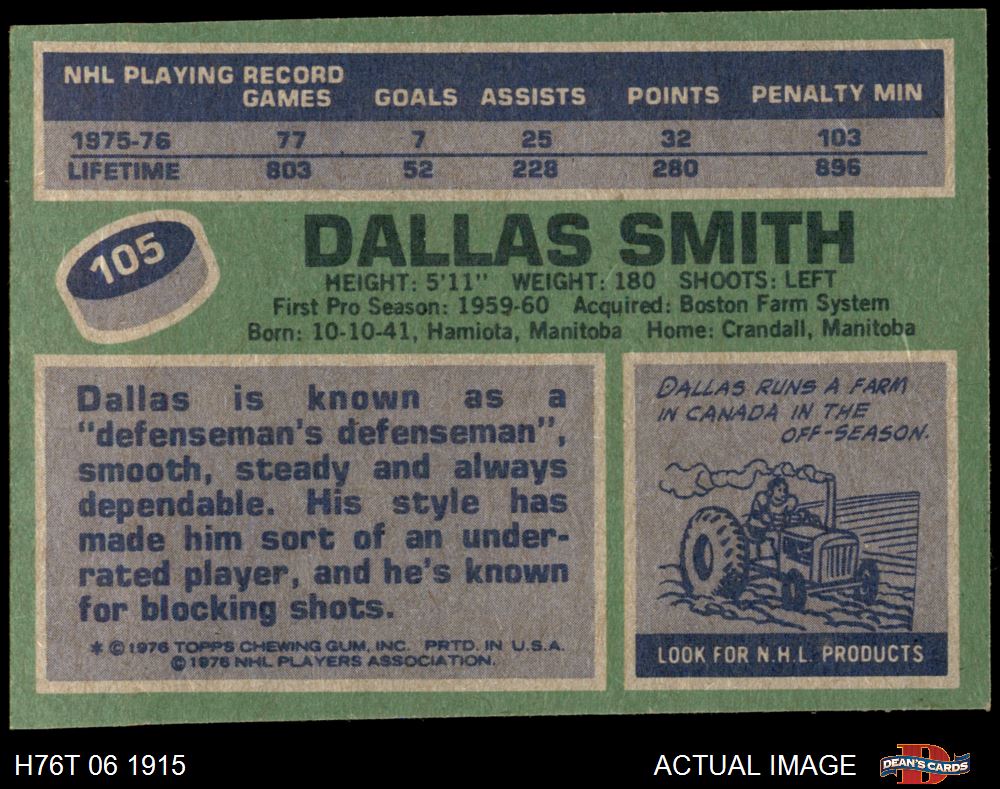 NHL PLAYING RECORD
GAMES GOALS ASSISTS POINTS PENALTY MIN
1975-76 77 7 25 32 103
LIFETIME 803 52 228 280 896
105
DALLAS SMITH
HEIGHT: 5'11" WEIGHT: 180 SHOOTS: LEFT
First Pro Season: 1959-60 Acquired: Boston Farm System
Born: 10-10-41, Hamiota, Manitoba Home: Crandall, Manitoba
Dallas is known as a
"defenseman's defenseman",
smooth, steady and always
dependable. His style has
made him sort of an under-
rated player, and he's known
for blocking shots.
* © 1976 TOPPS CHEWING GUM, INC. PRTD. IN U.S.A.
© 1976 NHL PLAYERS ASSOCIATION.
DALLAS RUNS A FARM
IN CANADA IN THE
OFF-SEASON.
LOOK FOR N.H.L. PRODUCTS
H76T 06 1915
ACTUAL IMAGE
D
DEAN'S CARDS